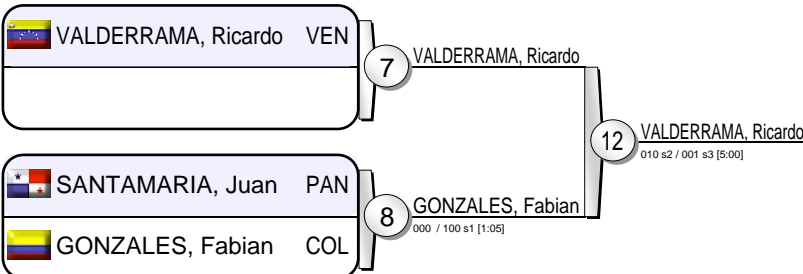 VALDERRAMA, Ricardo VEN
7
VALDERRAMA, Ricardo
12
VALDERRAMA, Ricardo
010 s2 / 001 s3 [5:00]
SANTAMARIA, Juan PAN
8
GONZALES, Fabian
000 / 100 s1 [1:05]
GONZALES, Fabian COL